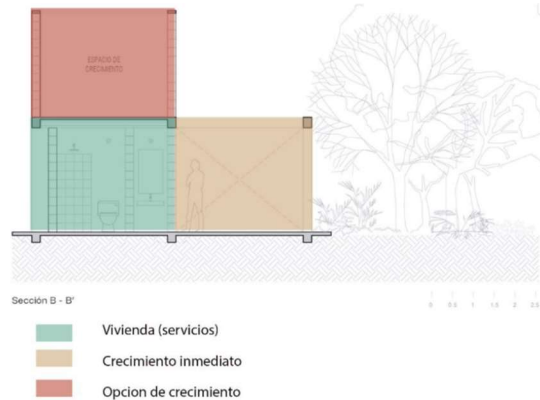 ESPACIO DE
CRECIMIENTO
Sección B - B'
0 0.5 1 1.5 2 2.5
Vivienda (servicios)
Crecimiento inmediato
Opcion de crecimiento